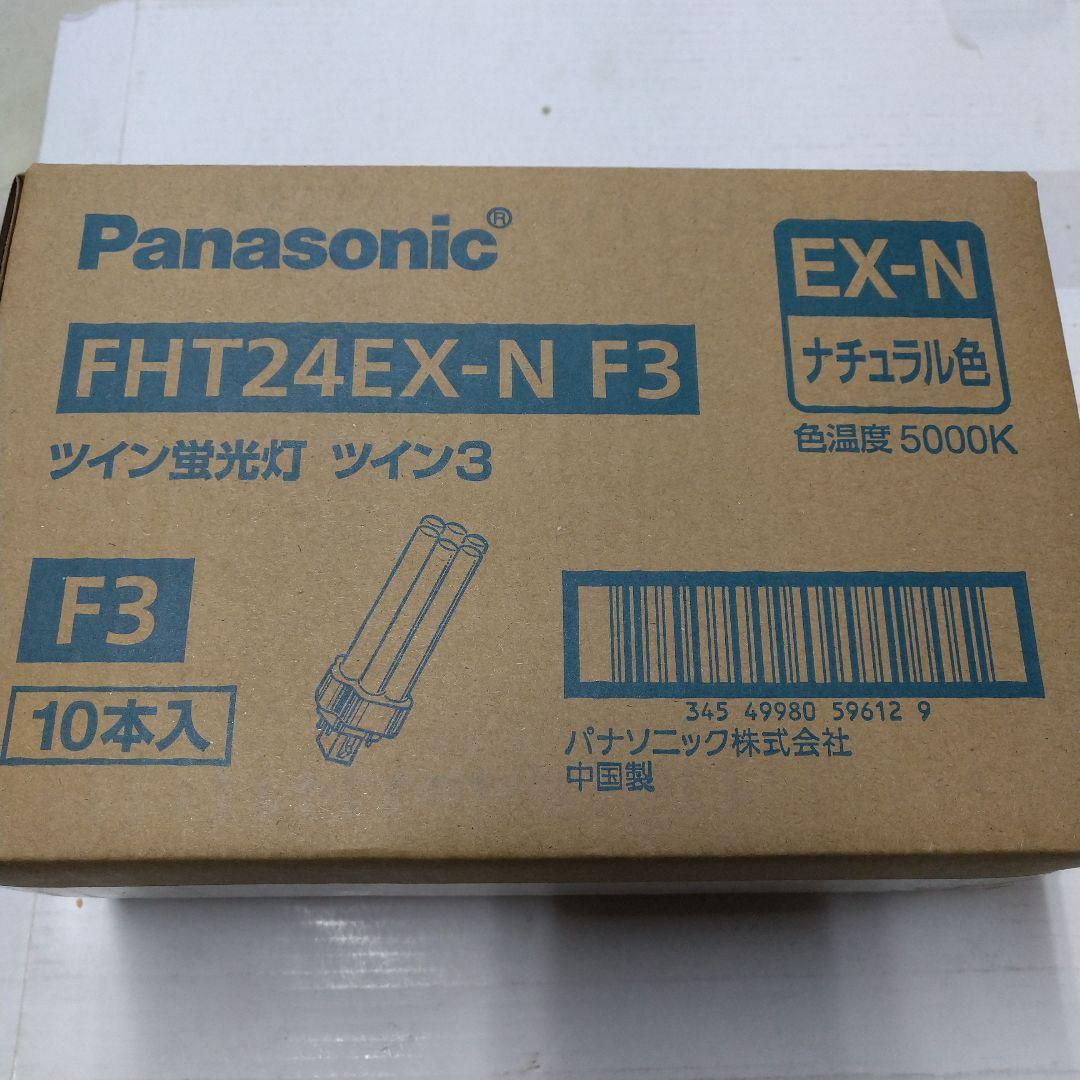 Panasonic®
FHT24EX-N F3
ツイン蛍光灯 ツイン3
EX-N
ナチュラル色
色温度 5000K
F3
10本入
345 49980 59612 9
パナソニック株式会社
中国製